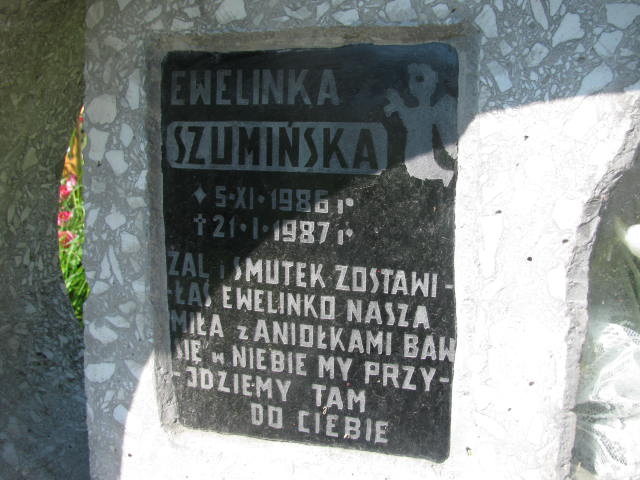 EWELINKA
SZUMIŃSKA
✦ 5·XI·1986 r·
✝ 21·I·1987 r·
ŻAL i SMUTEK ZOSTAWI-
-ŁAŚ EWELINKO NASZA
MIŁA z ANIOŁKAMI BAW
SIĘ w NIEBIE MY PRZY-
-JDZIEMY TAM
DO CIEBIE